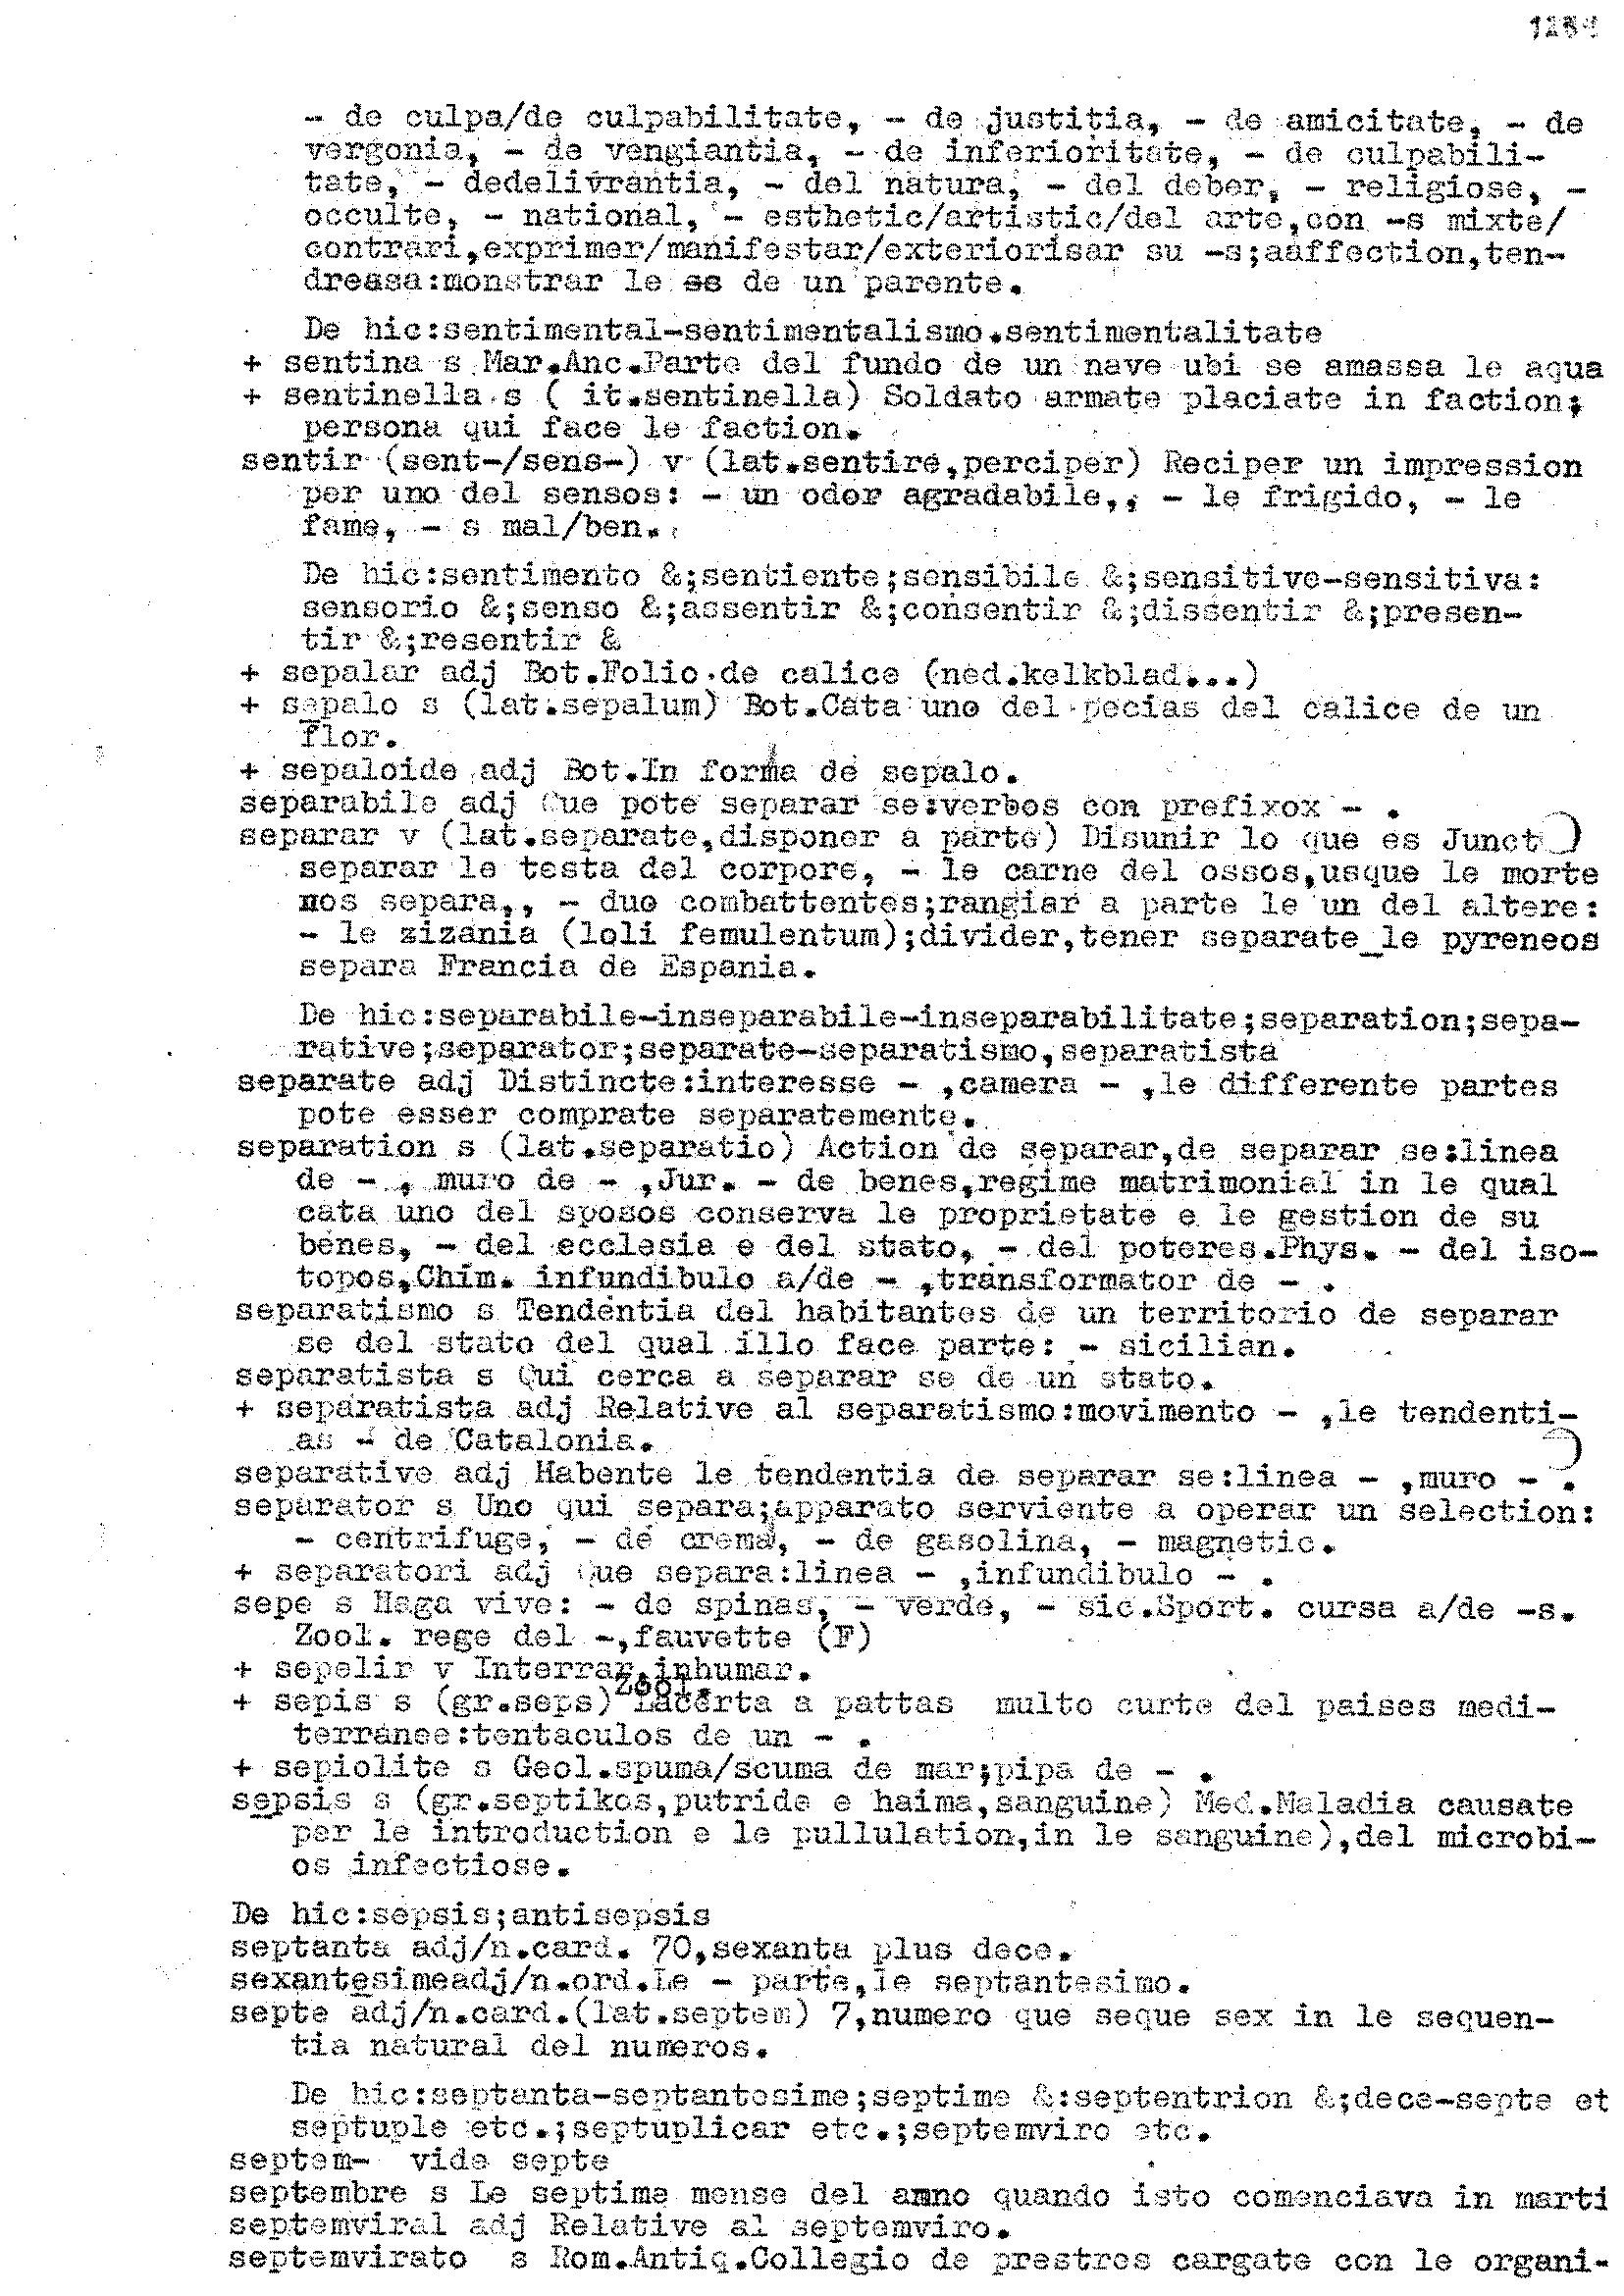 - de culpa/de culpabilitate, - de justitia, - de amicitate, - de
vergonia, - de vengiantia, - de inferioritate, - de culpabili-
tate, - dedelivrantia, - del natura, - del deber, - religiose, -
occulte, - national, - esthetic/artistic/del arte,con -s mixte/
contrari,exprimer/manifestar/exteriorisar su -s;aaffection,ten-
dreasa:monstrar le de un parente.
De hic:sentimental-sentimentalismo.sentimentalitate
+ sentina s Mar.Anc.Parte del fundo de un nave ubi se amassa le aqua
+ sentinella s ( it.sentinella) Soldato armate placiate in faction;
persona qui face le faction.
sentir (sent-/sens-) v (lat.sentire,perciper) Reciper un impression
per uno del sensos: - un odor agradabile,, - le frigido, - le
fame, - s mal/ben.
De hic:sentimento &;sentiente;sensibile &;sensitive-sensitiva:
sensorio &;senso &;assentir &;consentir &;dissentir &;presen-
tir &;resentir &
+ sepalar adj Bot.Folio de calice (ned.kelkblad...)
+ sepalo s (lat.sepalum) Bot.Cata uno del pecias del calice de un
flor.
+ sepaloide adj Bot.In forma de sepalo.
separabile adj Que pote separar se:verbos con prefixox - .
separar v (lat.separate,disponer a parte) Disunir lo que es Junct
separar le testa del corpore, - le carne del ossos,usque le morte
nos separa,, - duo combattentes;rangiar a parte le un del altere:
- le zizania (loli femulentum);divider,tener separate_le pyreneos
separa Francia de Espania.
De hic:separabile-inseparabile-inseparabilitate;separation;sepa-
rative;separator;separate-separatismo,separatista
separate adj Distincte:interesse - ,camera - ,le differente partes
pote esser comprate separatemente.
separation s (lat.separatio) Action de separar,de separar se:linea
de - , muro de - ,Jur. - de benes,regime matrimonial in le qual
cata uno del sposos conserva le proprietate e le gestion de su
benes, - del ecclesia e del stato, - del poteres.Phys. - del iso-
topos,Chim. infundibulo a/de - ,transformator de - .
separatismo s Tendentia del habitantes de un territorio de separar
se del stato del qual illo face parte: - sicilian.
separatista s Qui cerca a separar se de un stato.
+ separatista adj Relative al separatismo:movimento - ,le tendenti-
as - de Catalonia.
separative adj Habente le tendentia de separar se:linea - ,muro - .
separator s Uno qui separa;apparato serviente a operar un selection:
- centrifuge, - de crema, - de gasolina, - magnetic.
+ separatori adj Que separa:linea - ,infundibulo - .
sepe s Haga vive: - de spinas, - verde, - sic.Sport. cursa a/de -s.
Zool. rege del -,fauvette (F)
+ sepelir v Interrar,inhumar.
+ sepis s (gr.seps) Zool. Lacerta a pattas multo curte del paises medi-
terranee:tentaculos de un - .
+ sepiolite s Geol.spuma/scuma de mar;pipa de - .
sepsis s (gr.septikos,putride e haima,sanguine) Med.Maladia causate
per le introduction e le pullulation,in le sanguine),del microbi-
os infectiose.
De hic:sepsis;antisepsis
septanta adj/n.card. 70,sexanta plus dece.
sexantesimeadj/n.ord.Le - parte,le septantesimo.
septe adj/n.card.(lat.septem) 7,numero que seque sex in le sequen-
tia natural del numeros.
De hic:septanta-septantesime;septime &:septentrion &;dece-septe et
septuple etc.;septuplicar etc.;septemviro etc.
septem- vide septe
septembre s Le septime mense del anno quando isto comenciava in marti
septemviral adj Relative al septemviro.
septemvirato s Rom.Antiq.Collegio de prestres cargate con le organi-